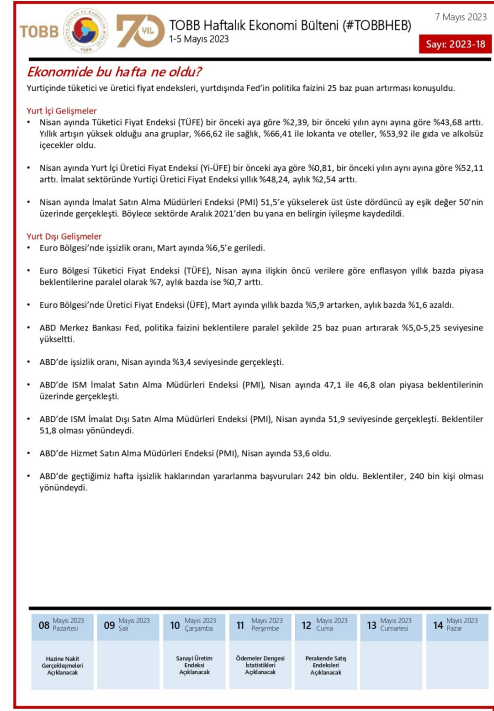 TOBB
70
YIL
TOBB Haftalık Ekonomi Bülteni (#TOBBHEB)
1-5 Mayıs 2023
7 Mayıs 2023
Sayı: 2023-18
Ekonomide bu hafta ne oldu?
Yurtiçinde tüketici ve üretici fiyat endeksleri, yurtdışında Fed'in politika faizini 25 baz puan artırması konuşuldu.
Yurt İçi Gelişmeler
• Nisan ayında Tüketici Fiyat Endeksi (TÜFE) bir önceki aya göre %2,39, bir önceki yılın aynı ayına göre %43,68 arttı.
Yıllık artışın yüksek olduğu ana gruplar, %66,62 ile sağlık, %66,41 ile lokanta ve oteller, %53,92 ile gıda ve alkolsüz
içecekler oldu.
• Nisan ayında Yurt İçi Üretici Fiyat Endeksi (Yi-ÜFE) bir önceki aya göre %0,81, bir önceki yılın aynı ayına göre %52,11
arttı. İmalat sektöründe Yurtiçi Üretici Fiyat Endeksi yıllık %48,24, aylık %2,54 arttı.
• Nisan ayında İmalat Satın Alma Müdürleri Endeksi (PMI) 51,5'e yükselerek üst üste dördüncü ay eşik değer 50'nin
üzerinde gerçekleşti. Böylece sektörde Aralık 2021'den bu yana en belirgin iyileşme kaydedildi.
Yurt Dışı Gelişmeler
• Euro Bölgesi'nde işsizlik oranı, Mart ayında %6,5'e geriledi.
• Euro Bölgesi Tüketici Fiyat Endeksi (TÜFE), Nisan ayına ilişkin öncü verilere göre enflasyon yıllık bazda piyasa
beklentilerine paralel olarak %7, aylık bazda ise %0,7 arttı.
• Euro Bölgesi'nde Üretici Fiyat Endeksi (ÜFE), Mart ayında yıllık bazda %5,9 artarken, aylık bazda %1,6 azaldı.
• ABD Merkez Bankası Fed, politika faizini beklentilere paralel şekilde 25 baz puan artırarak %5,0-5,25 seviyesine
yükseltti.
• ABD'de işsizlik oranı, Nisan ayında %3,4 seviyesinde gerçekleşti.
• ABD'de ISM İmalat Satın Alma Müdürleri Endeksi (PMI), Nisan ayında 47,1 ile 46,8 olan piyasa beklentilerinin
üzerinde gerçekleşti.
• ABD'de ISM İmalat Dışı Satın Alma Müdürleri Endeksi (PMI), Nisan ayında 51,9 seviyesinde gerçekleşti. Beklentiler
51,8 olması yönündeydi.
• ABD'de Hizmet Satın Alma Müdürleri Endeksi (PMI), Nisan ayında 53,6 oldu.
• ABD'de geçtiğimiz hafta işsizlik haklarından yararlanma başvuruları 242 bin oldu. Beklentiler, 240 bin kişi olması
yönündeydi.
08 Mayıs 2023 Pazartesi
09 Mayıs 2023 Salı
10 Mayıs 2023 Çarşamba
11 Mayıs 2023 Perşembe
12 Mayıs 2023 Cuma
13 Mayıs 2023 Cumartesi
14 Mayıs 2023 Pazar
Hazine Nakit
Gerçekleşmeleri
Açıklanacak
Sanayi Üretim
Endeksi
Açıklanacak
Ödemeler Dengesi
İstatistikleri
Açıklanacak
Perakende Satış
Endeksleri
Açıklanacak